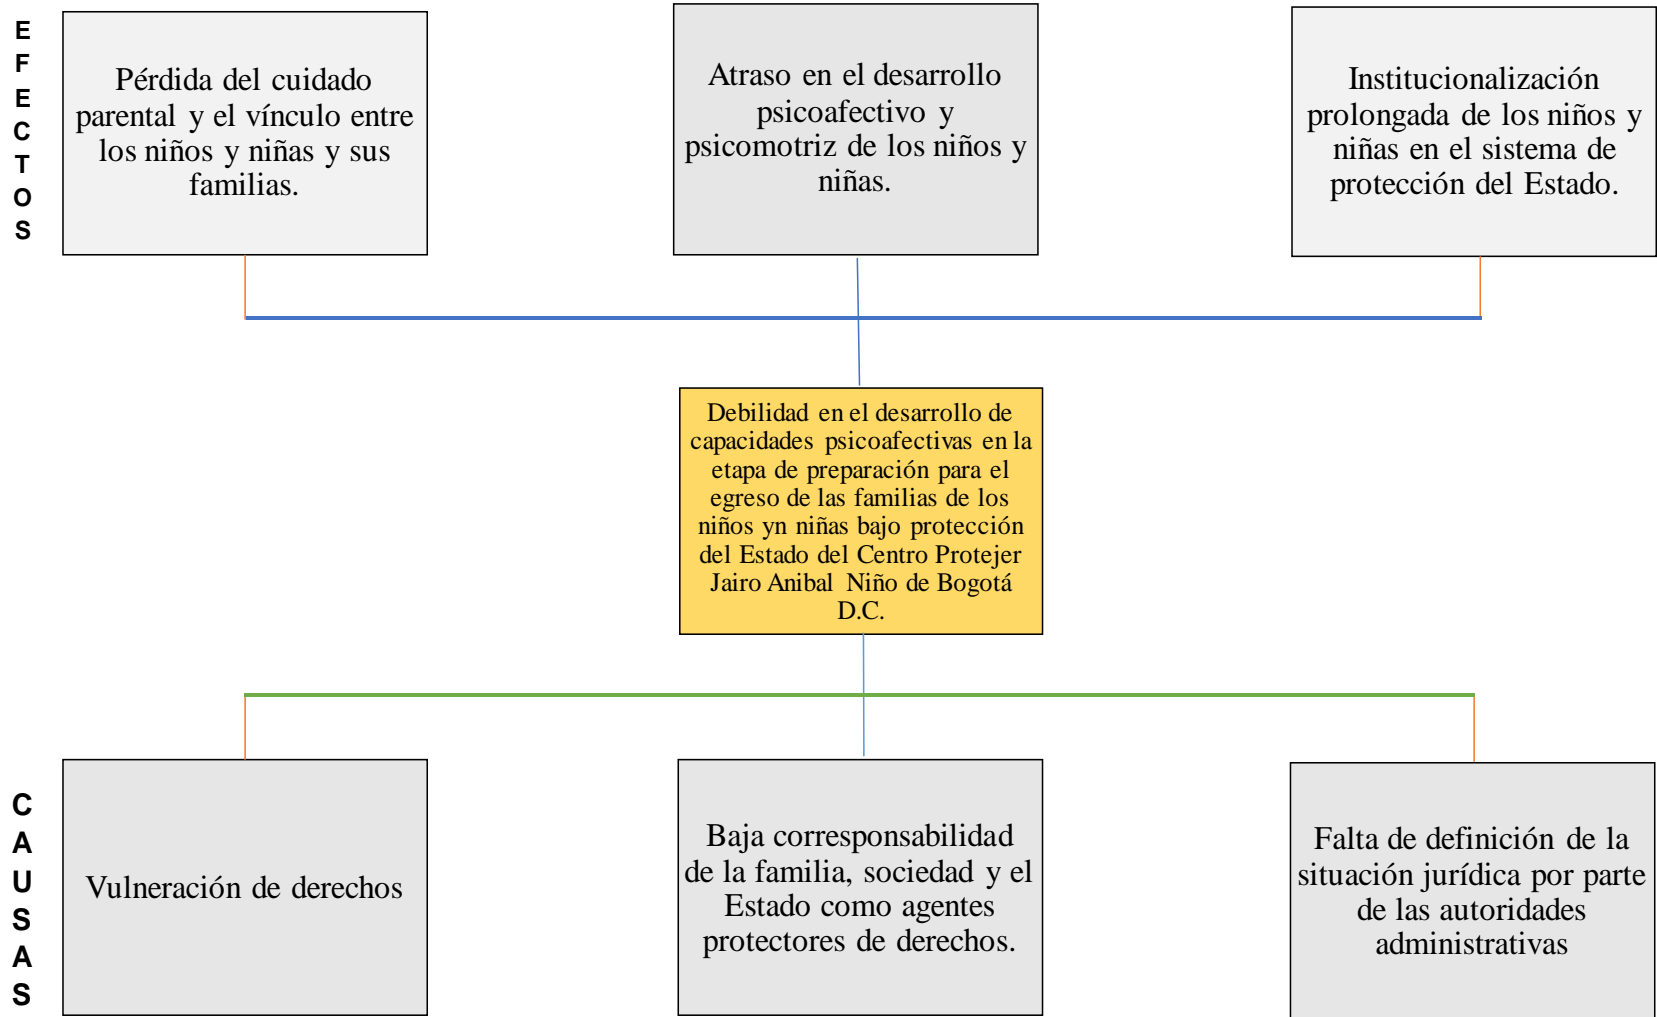 EFECTOS
Pérdida del cuidado
parental y el vínculo entre
los niños y niñas y sus
familias.
Atraso en el desarrollo
psicoafectivo y
psicomotriz de los niños y
niñas.
Institucionalización
prolongada de los niños y
niñas en el sistema de
protección del Estado.
Debilidad en el desarrollo de
capacidades psicoafectivas en la
etapa de preparación para el
egreso de las familias de los
niños yn niñas bajo protección
del Estado del Centro Protejer
Jairo Anibal Niño de Bogotá
D.C.
CAUSAS
Vulneración de derechos
Baja corresponsabilidad
de la familia, sociedad y el
Estado como agentes
protectores de derechos.
Falta de definición de la
situación jurídica por parte
de las autoridades
administrativas